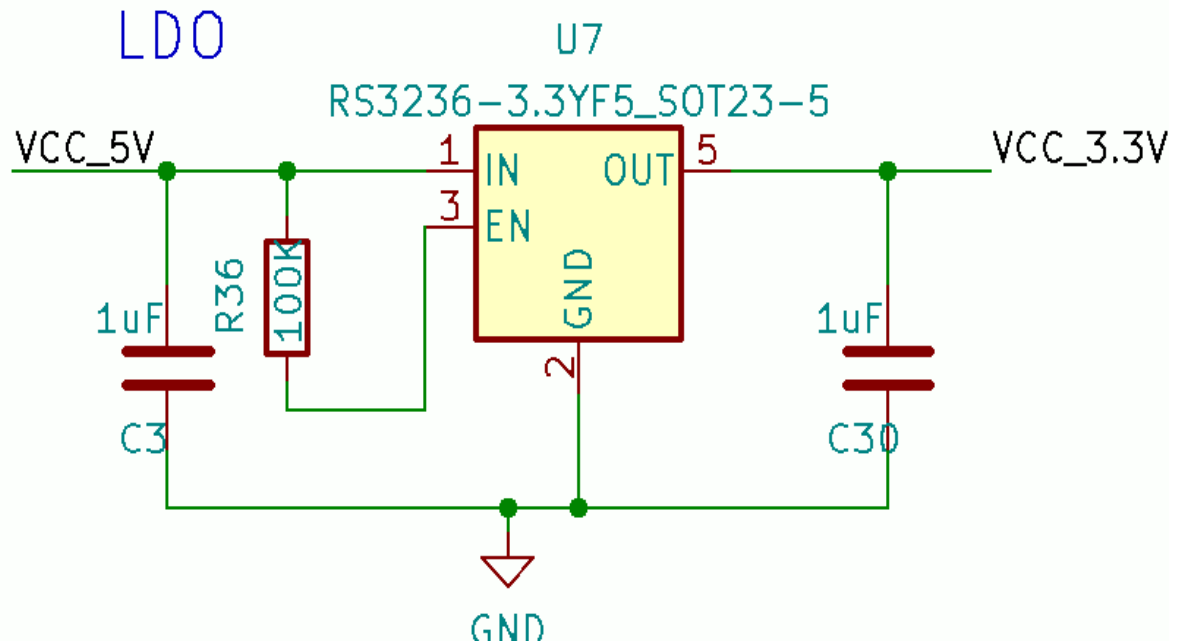 LDO
U7
RS3236-3.3YF5_SOT23-5
VCC_5V
1
IN
OUT
5
VCC_3.3V
3
EN
R36
100K
GND
2
1uF
C3
1uF
C30
GND